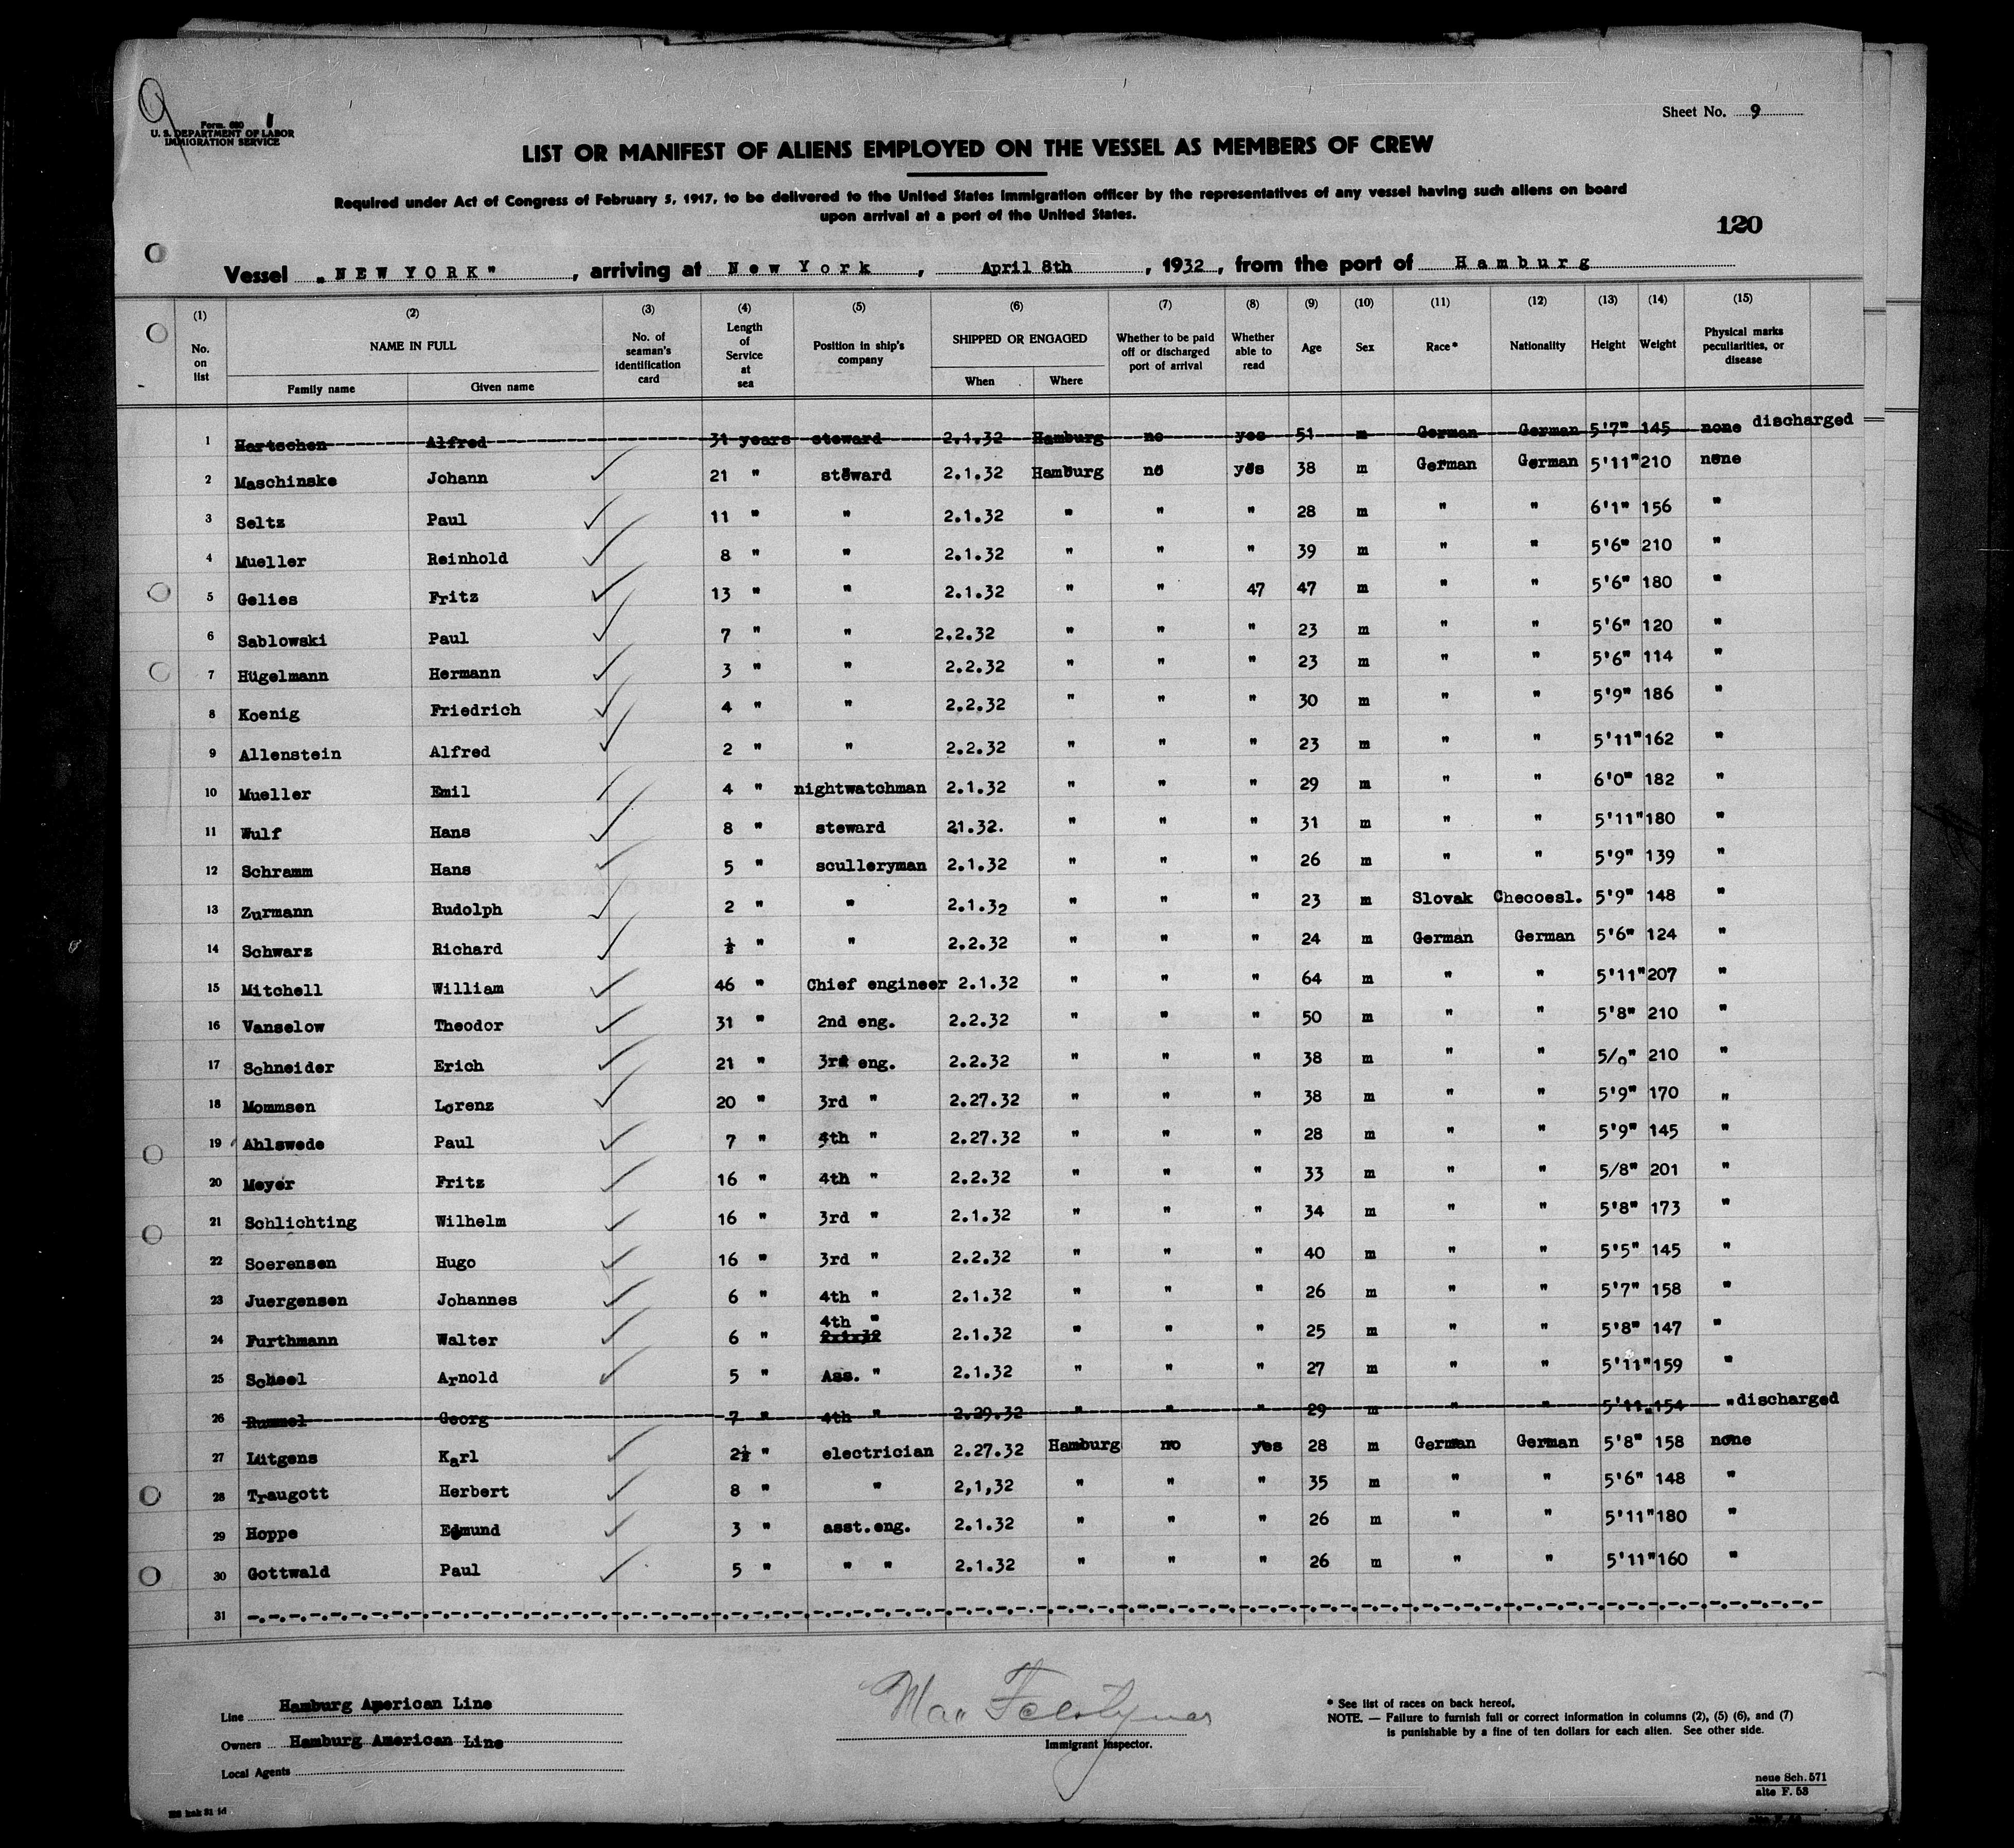 9
Form 680
U. S. DEPARTMENT OF LABOR
IMMIGRATION SERVICE
Sheet No. 9
LIST OR MANIFEST OF ALIENS EMPLOYED ON THE VESSEL AS MEMBERS OF CREW
Required under Act of Congress of February 5, 1917, to be delivered to the United States Immigration officer by the representatives of any vessel having such aliens on board
upon arrival at a port of the United States.
120
Vessel „NEW YORK" , arriving at New York , April 8th , 1932 , from the port of Hamburg
(1) (2) (3) (4) (5) (6) (7) (8) (9) (10) (11) (12) (13) (14) (15)
No. on list NAME IN FULL Family name Given name No. of seaman's identification card Length of Service at sea Position in ship's company SHIPPED OR ENGAGED When Where Whether to be paid off or discharged port of arrival Whether able to read Age Sex Race* Nationality Height Weight Physical marks peculiarities, or disease
1 Hartschen Alfred 31 years steward 2.1.32 Hamburg no yes 51 m German German 5'7" 145 none discharged
2 Maschinske Johann 21 " steward 2.1.32 Hamburg no yes 38 m German German 5'11" 210 none
3 Seltz Paul 11 " " 2.1.32 " " " 28 m " " 6'1" 156 "
4 Mueller Reinhold 8 " " 2.1.32 " " " 39 m " " 5'6" 210 "
5 Gelies Fritz 13 " " 2.1.32 " " 47 47 m " " 5'6" 180 "
6 Sablowski Paul 7 " " 2.2.32 " " " 23 m " " 5'6" 120 "
7 Hügelmann Hermann 3 " " 2.2.32 " " " 23 m " " 5'6" 114 "
8 Koenig Friedrich 4 " " 2.2.32 " " " 30 m " " 5'9" 186 "
9 Allenstein Alfred 2 " " 2.2.32 " " " 23 m " " 5'11" 162 "
10 Mueller Emil 4 " nightwatchman 2.1.32 " " " 29 m " " 6'0" 182 "
11 Wulf Hans 8 " steward 21.32. " " " 31 m " " 5'11" 180 "
12 Schramm Hans 5 " sculleryman 2.1.32 " " " 26 m " " 5'9" 139 "
13 Zurmann Rudolph 2 " " 2.1.32 " " " 23 m Slovak Checoesl. 5'9" 148 "
14 Schwarz Richard ½ " " 2.2.32 " " " 24 m German German 5'6" 124 "
15 Mitchell William 46 " Chief engineer 2.1.32 " " " 64 m " " 5'11" 207 "
16 Vanselow Theodor 31 " 2nd eng. 2.2.32 " " " 50 m " " 5'8" 210 "
17 Schneider Erich 21 " 3rd eng. 2.2.32 " " " 38 m " " 5/0" 210 "
18 Mommsen Lorenz 20 " 3rd " 2.27.32 " " " 38 m " " 5'9" 170 "
19 Ahlswede Paul 7 " 4th " 2.27.32 " " " 28 m " " 5'9" 145 "
20 Meyer Fritz 16 " 4th " 2.2.32 " " " 33 m " " 5/8" 201 "
21 Schlichting Wilhelm 16 " 3rd " 2.1.32 " " " 34 m " " 5'8" 173 "
22 Soerensen Hugo 16 " 3rd " 2.2.32 " " " 40 m " " 5'5" 145 "
23 Juergensen Johannes 6 " 4th " 2.1.32 " " " 26 m " " 5'7" 158 "
24 Furthmann Walter 6 " 4th " 2.1.32 2.1.32 " " " 25 m " " 5'8" 147 "
25 Scheel Arnold 5 " Ass. " 2.1.32 " " " 27 m " " 5'11" 159 "
26 Rummel Georg 7 " 4th " 2.29.32 " " " 29 m " " 5'11" 154 " discharged
27 Lütgens Karl 2½ " electrician 2.27.32 Hamburg no yes 28 m German German 5'8" 158 none
28 Traugott Herbert 8 " " 2,1,32 " " " 35 m " " 5'6" 148 "
29 Hoppe Edmund 3 " asst.eng. 2.1.32 " " " 26 m " " 5'11" 180 "
30 Gottwald Paul 5 " " " 2.1.32 " " " 26 m " " 5'11" 160 "
31
Line Hamburg American Line
Owners Hamburg American Line
Local Agents
Immigrant Inspector.
* See list of races on back hereof.
NOTE. — Failure to furnish full or correct information in columns (2), (5) (6), and (7)
is punishable by a fine of ten dollars for each alien. See other side.
neue Sch. 571
alte F. 53